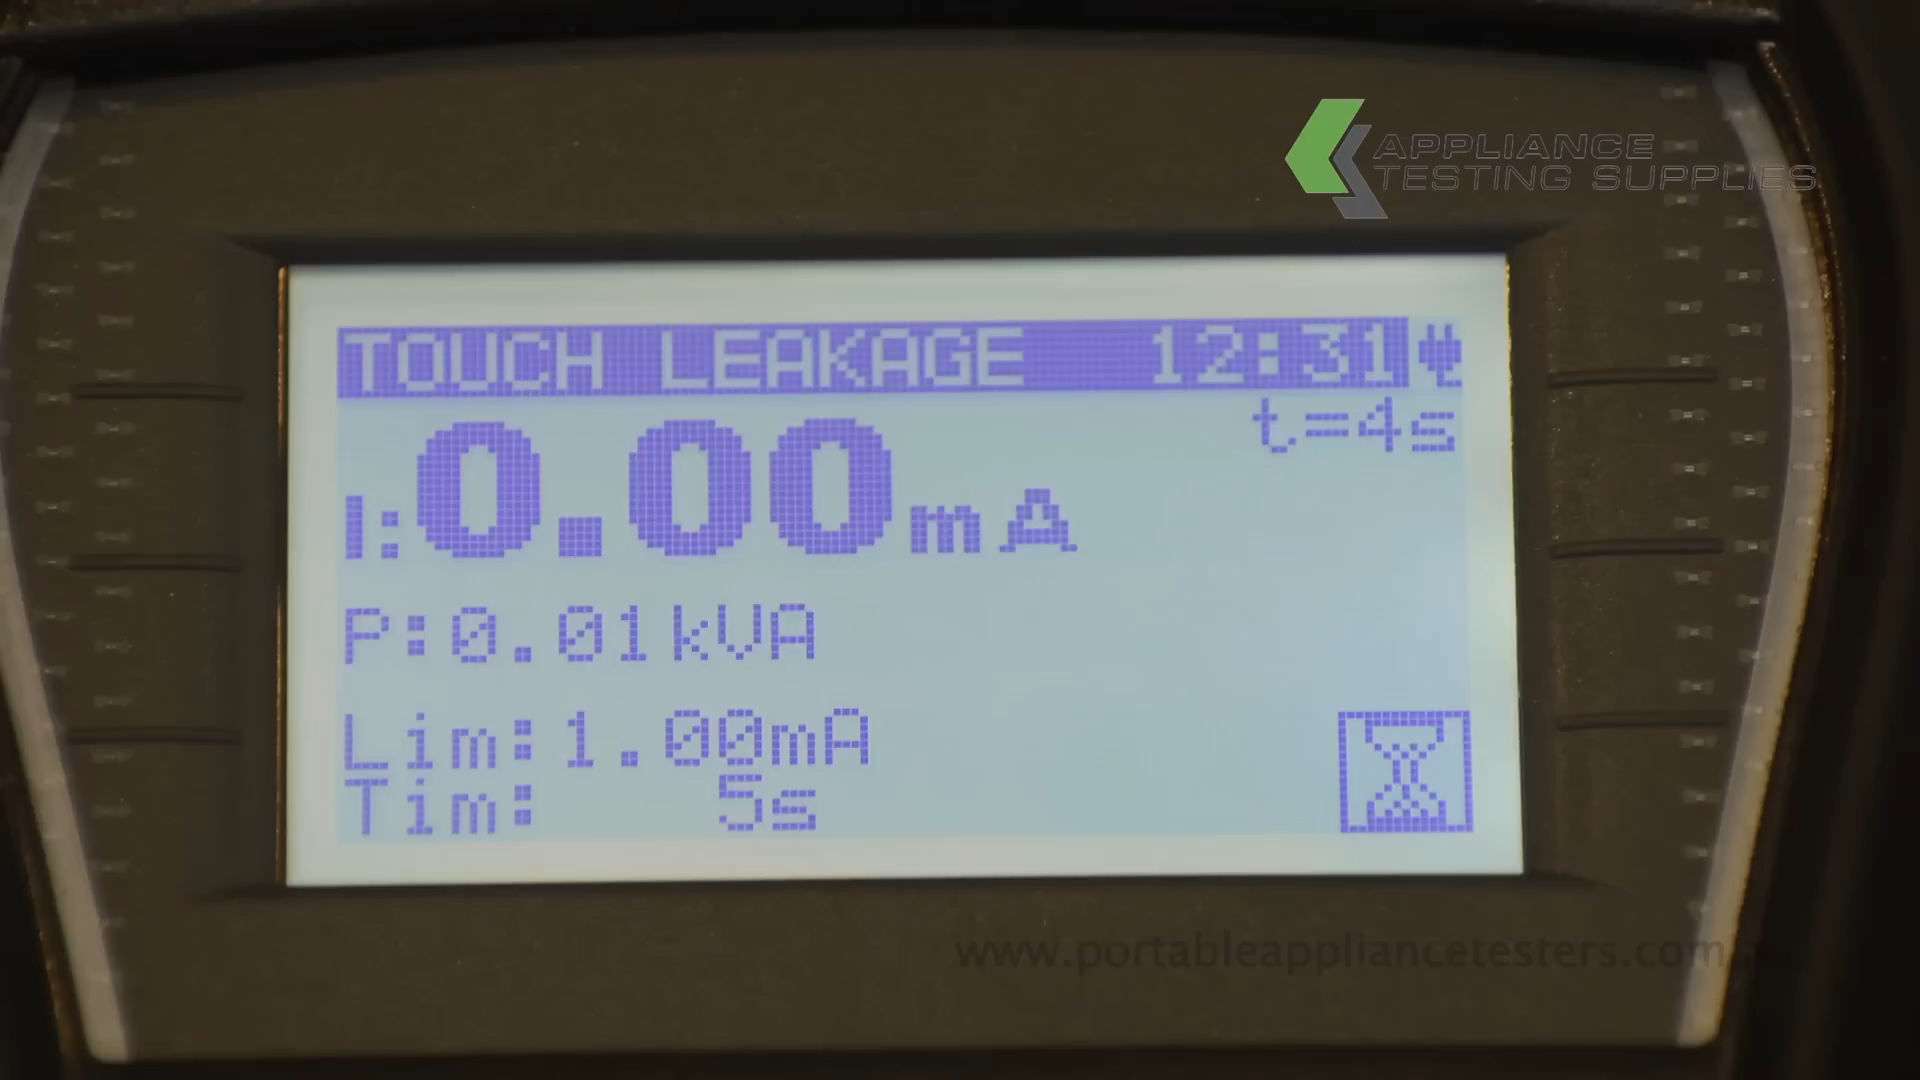 APPLIANCE
TESTING SUPPLIES
TOUCH LEAKAGE 12:31
t=4s
I:0.00mA
P:0.01kVA
Lim:1.00mA
Tim: 5s
www.portableappliancetesters.com